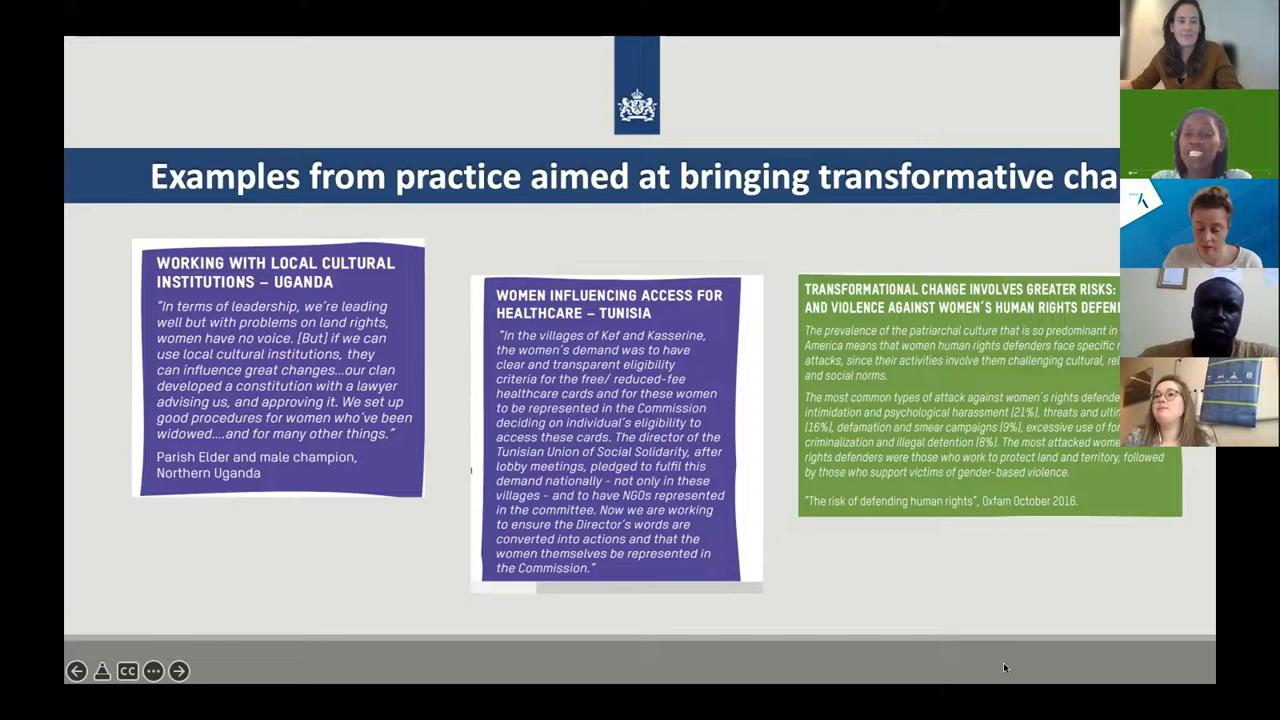 Examples from practice aimed at bringing transformative cha
WORKING WITH LOCAL CULTURAL
INSTITUTIONS – UGANDA
"In terms of leadership, we're leading
well but with problems on land rights,
women have no voice. [But] if we can
use local cultural institutions, they
can influence great changes...our clan
developed a constitution with a lawyer
advising us, and approving it. We set up
good procedures for women who've been
widowed....and for many other things."
Parish Elder and male champion,
Northern Uganda
WOMEN INFLUENCING ACCESS FOR
HEALTHCARE – TUNISIA
"In the villages of Kef and Kasserine,
the women's demand was to have
clear and transparent eligibility
criteria for the free/ reduced-fee
healthcare cards and for these women
to be represented in the Commission
deciding on individual's eligibility to
access these cards. The director of the
Tunisian Union of Social Solidarity, after
lobby meetings, pledged to fulfil this
demand nationally - not only in these
villages - and to have NGOs represented
in the committee. Now we are working
to ensure the Director's words are
converted into actions and that the
women themselves be represented in
the Commission."
TRANSFORMATIONAL CHANGE INVOLVES GREATER RISKS:
AND VIOLENCE AGAINST WOMEN'S HUMAN RIGHTS DEFEN
The prevalence of the patriarchal culture that is so predominant in
America means that women human rights defenders face specific
attacks, since their activities involve them challenging cultural, rel
and social norms.
The most common types of attack against women's rights defende
intimidation and psychological harassment (21%), threats and ultin
(16%), defamation and smear campaigns (9%), excessive use of for
criminalization and illegal detention (8%). The most attacked wome
rights defenders were those who work to protect land and territory, followed
by those who support victims of gender-based violence.
"The risk of defending human rights", Oxfam October 2016.
CC